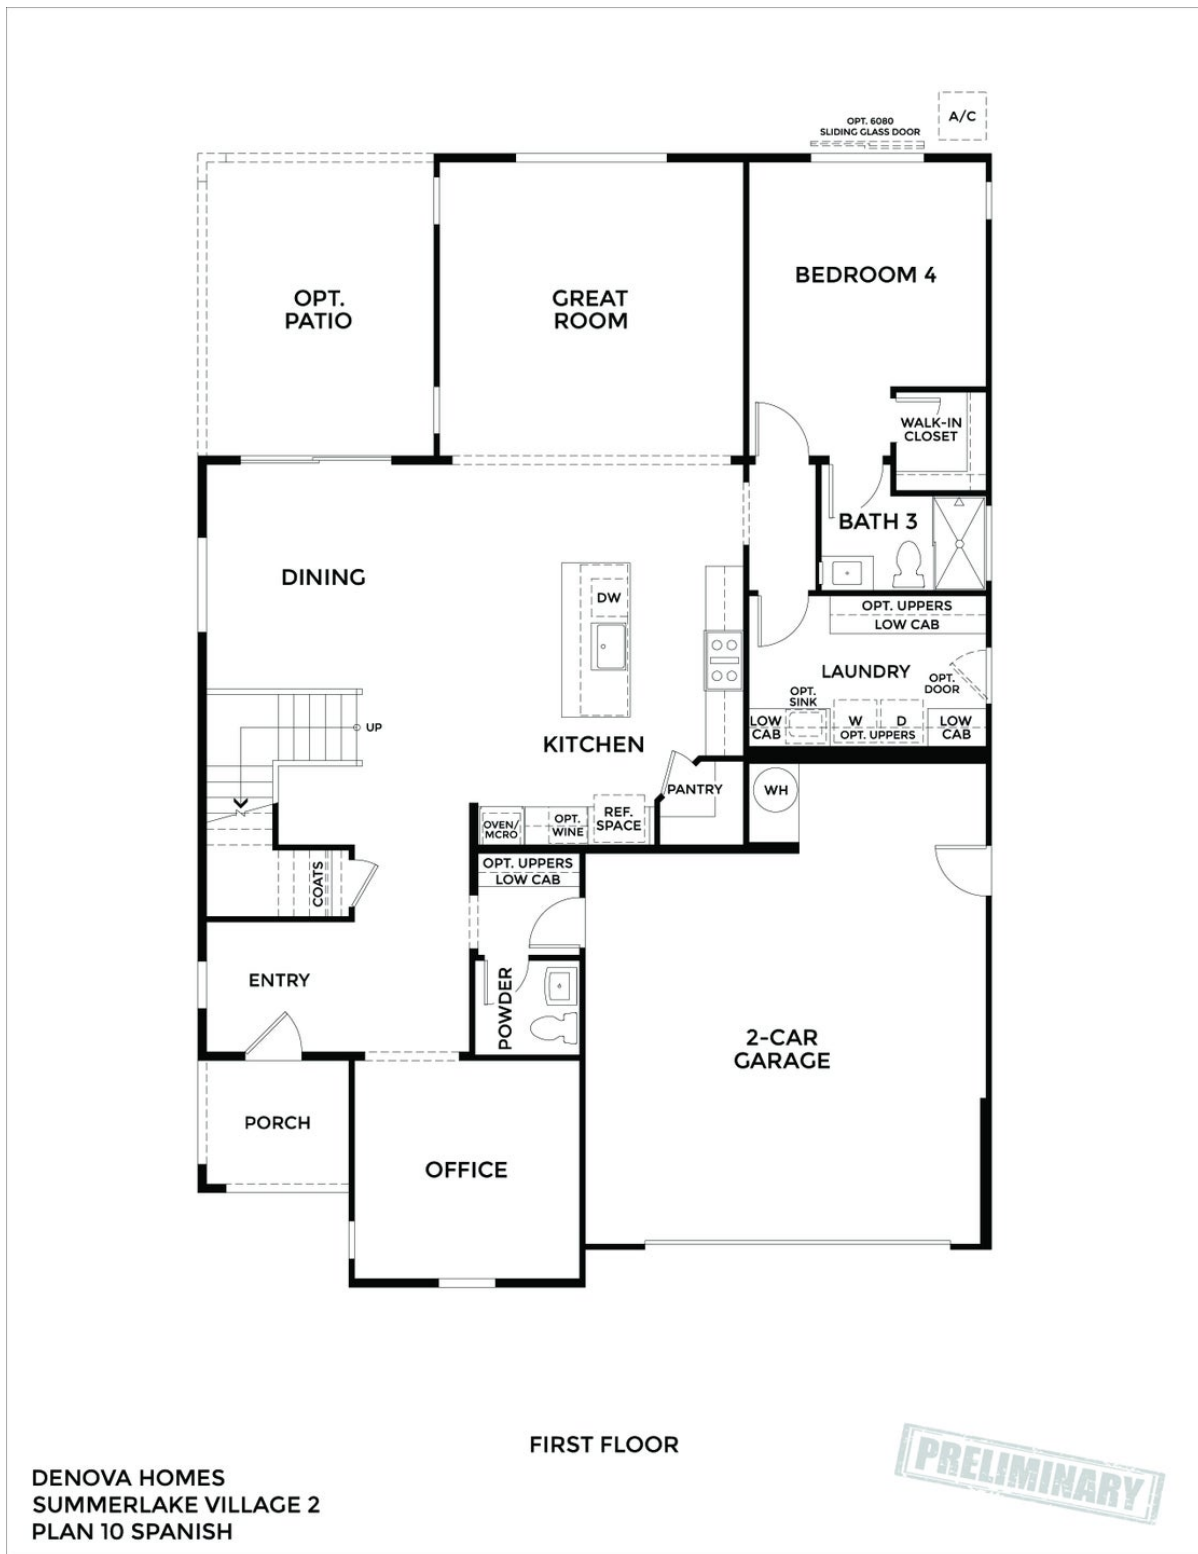 OPT. 6080
SLIDING GLASS DOOR
A/C
OPT.
PATIO
GREAT
ROOM
BEDROOM 4
WALK-IN
CLOSET
BATH 3
DINING
DW
OPT. UPPERS
LOW CAB
LAUNDRY
OPT.
DOOR
OPT.
SINK
LOW
CAB
W
D
OPT. UPPERS
LOW
CAB
UP
KITCHEN
PANTRY
WH
OVEN/
MCRO
OPT.
WINE
REF.
SPACE
OPT. UPPERS
LOW CAB
COATS
ENTRY
POWDER
2-CAR
GARAGE
PORCH
OFFICE
FIRST FLOOR
DENOVA HOMES
SUMMERLAKE VILLAGE 2
PLAN 10 SPANISH
PRELIMINARY